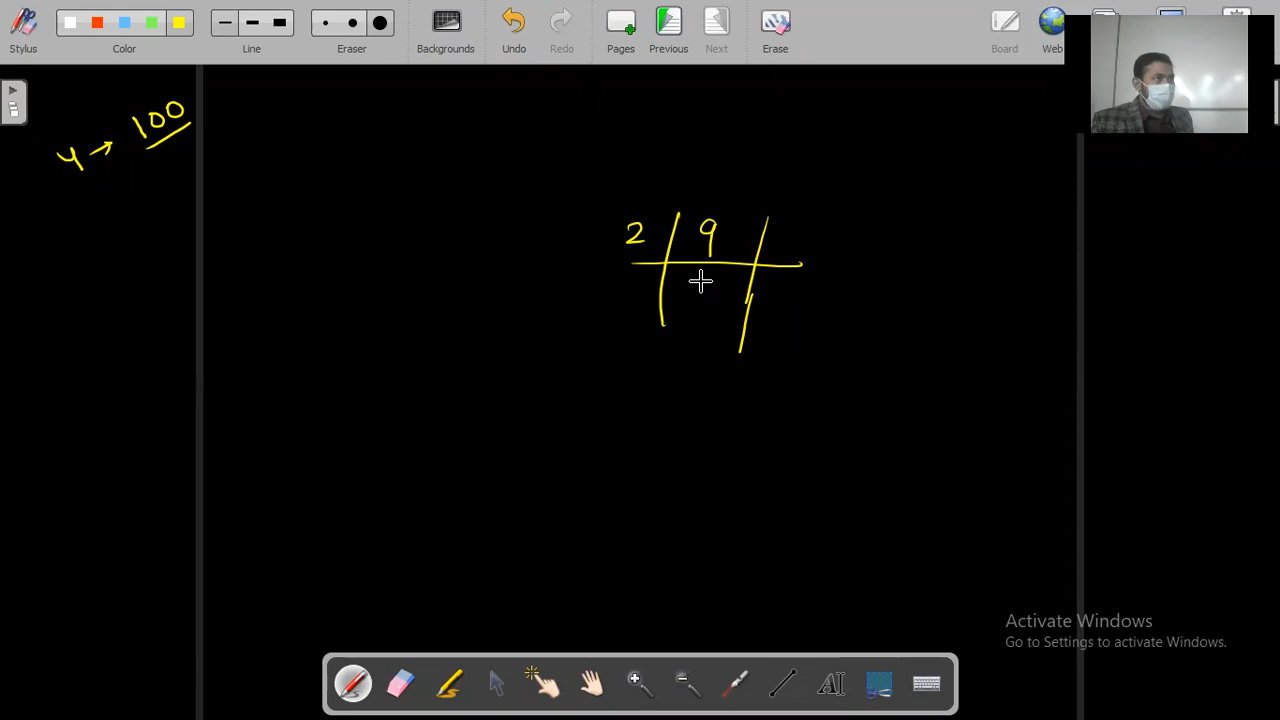 Stylus Color Line Eraser Backgrounds Undo Redo Pages Previous Next Erase Board Web
4 → 100
2 9
Activate Windows
Go to Settings to activate Windows.
AI